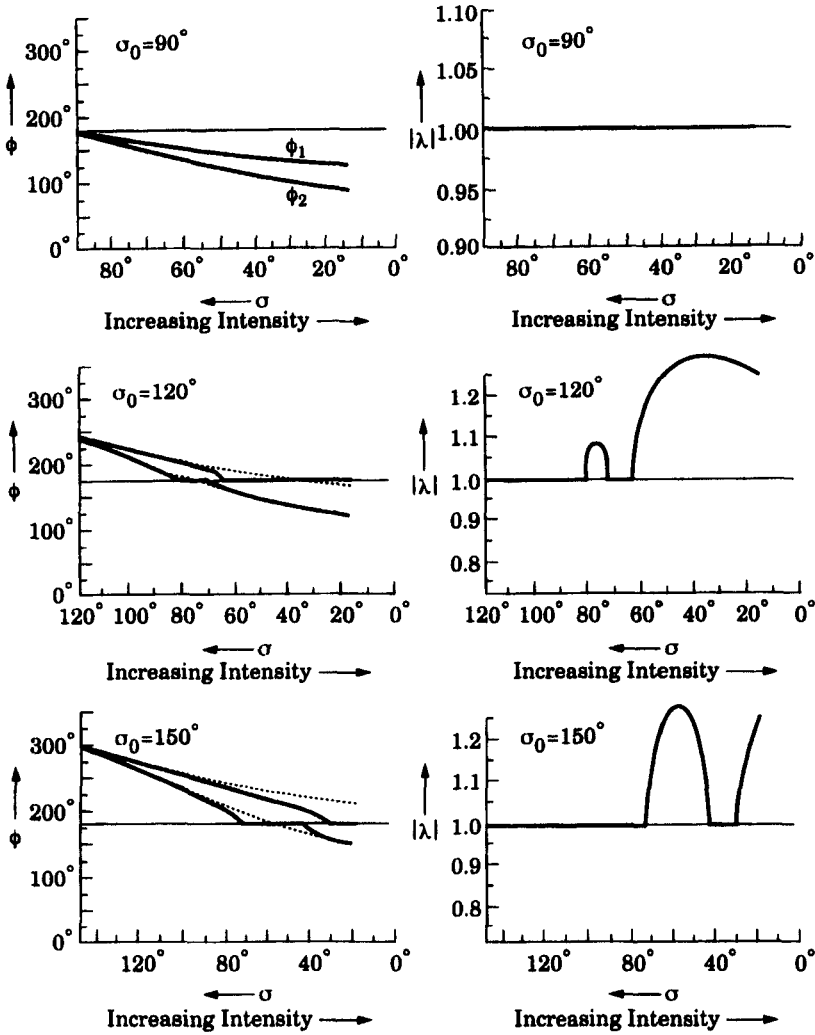 300°
200°
100°
0°
ϕ
σ₀=90°
ϕ₁
ϕ₂
80° 60° 40° 20° 0°
σ
Increasing Intensity
1.10
1.05
1.00
0.95
0.90
|λ|
σ₀=90°
80° 60° 40° 20° 0°
σ
Increasing Intensity
300°
200°
100°
0°
ϕ
σ₀=120°
120° 100° 80° 60° 40° 20° 0°
σ
Increasing Intensity
1.2
1.1
1.0
0.9
0.8
|λ|
σ₀=120°
120° 100° 80° 60° 40° 20° 0°
σ
Increasing Intensity
300°
200°
100°
0°
ϕ
σ₀=150°
120° 80° 40° 0°
σ
Increasing Intensity
1.2
1.1
1.0
0.9
0.8
|λ|
σ₀=150°
120° 80° 40° 0°
σ
Increasing Intensity